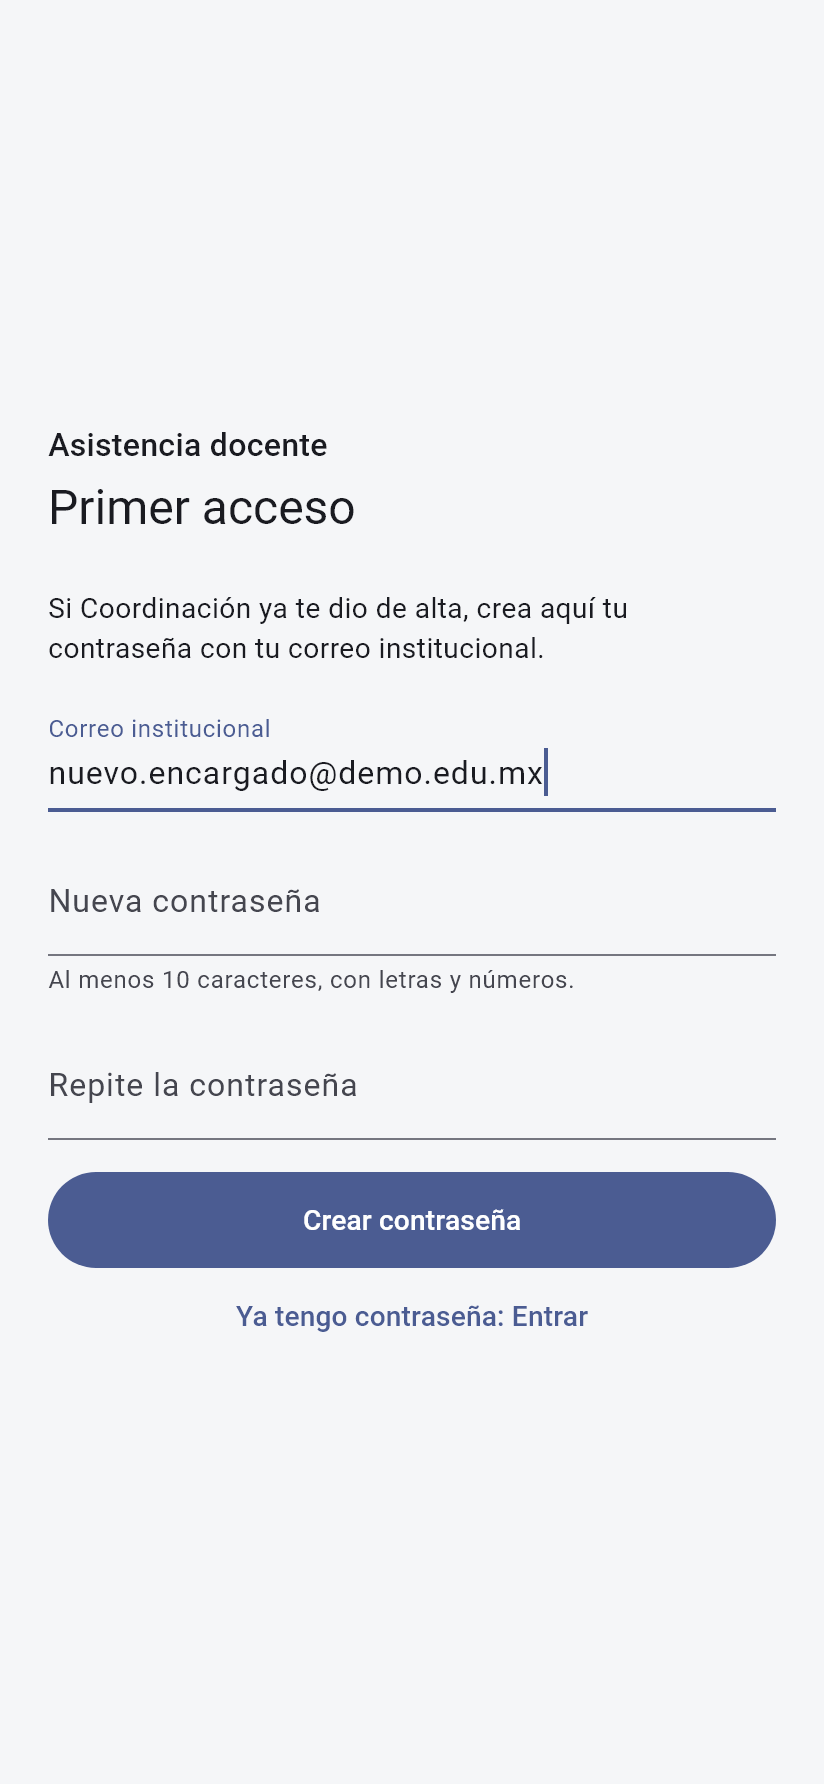 Asistencia docente
Primer acceso
Si Coordinación ya te dio de alta, crea aquí tu
contraseña con tu correo institucional.
Correo institucional
nuevo.encargado@demo.edu.mx
Nueva contraseña
Al menos 10 caracteres, con letras y números.
Repite la contraseña
Crear contraseña
Ya tengo contraseña: Entrar